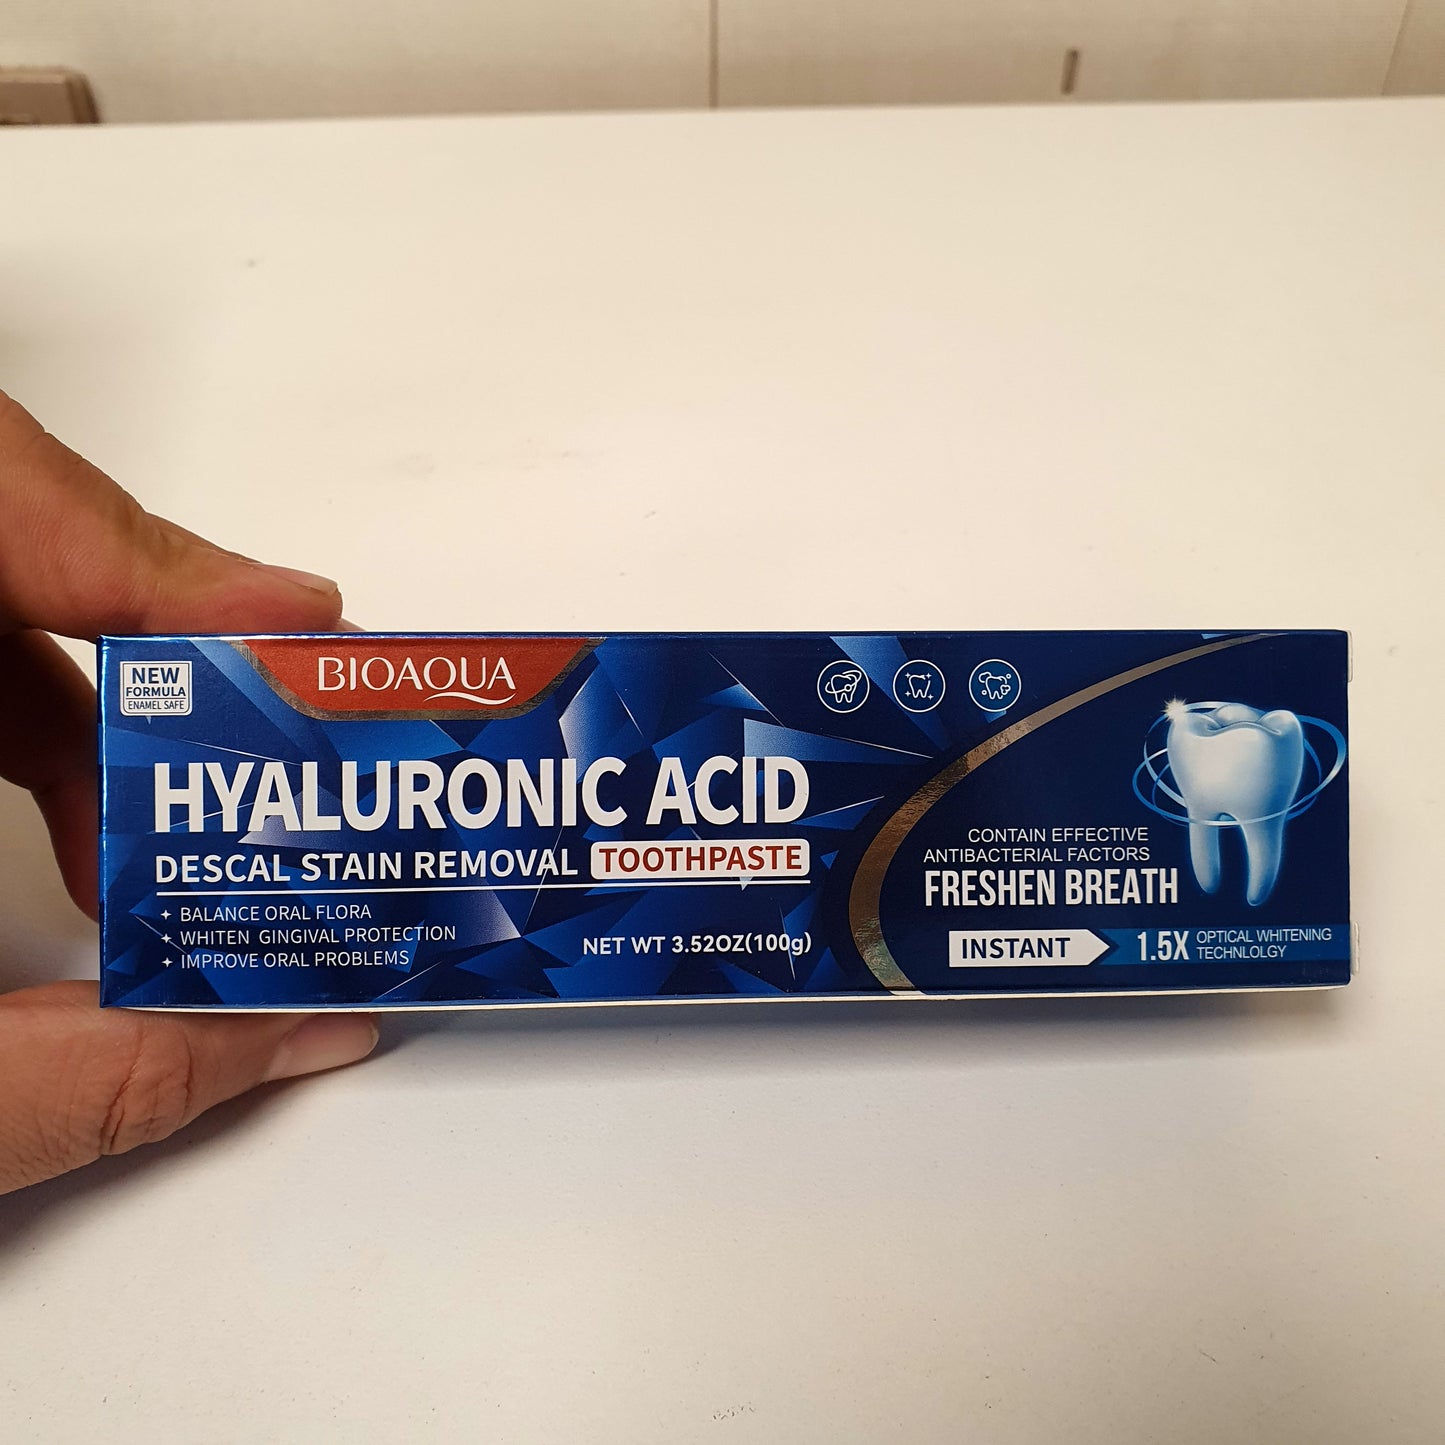 NEW
FORMULA
ENAMEL SAFE
BIOAQUA
HYALURONIC ACID
DESCAL STAIN REMOVAL TOOTHPASTE
BALANCE ORAL FLORA
WHITEN GINGIVAL PROTECTION
IMPROVE ORAL PROBLEMS
NET WT 3.52OZ(100g)
CONTAIN EFFECTIVE
ANTIBACTERIAL FACTORS
FRESHEN BREATH
INSTANT
1.5X OPTICAL WHITENING
TECHNLOLGY